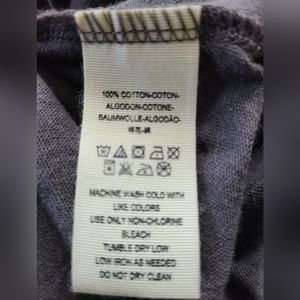 100% COTTON-COTON-
ALGODON-COTONE-
BAUMWOLLE-ALGODÃO-
MACHINE WASH COLD WITH
LIKE COLORS
USE ONLY NON-CHLORINE
BLEACH
TUMBLE DRY LOW
LOW IRON AS NEEDED
DO NOT DRY CLEAN